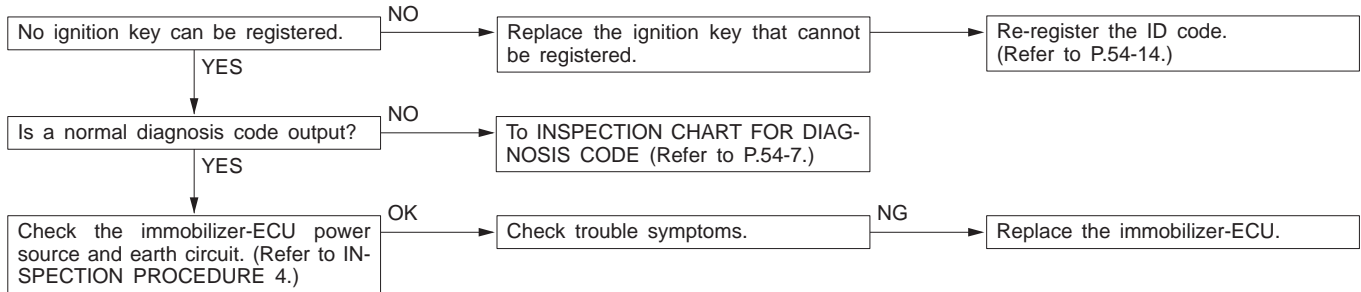 No ignition key can be registered.
NO
Replace the ignition key that cannot
be registered.
Re-register the ID code.
(Refer to P.54-14.)
YES
Is a normal diagnosis code output?
NO
To INSPECTION CHART FOR DIAG-
NOSIS CODE (Refer to P.54-7.)
YES
Check the immobilizer-ECU power
source and earth circuit. (Refer to IN-
SPECTION PROCEDURE 4.)
OK
Check trouble symptoms.
NG
Replace the immobilizer-ECU.